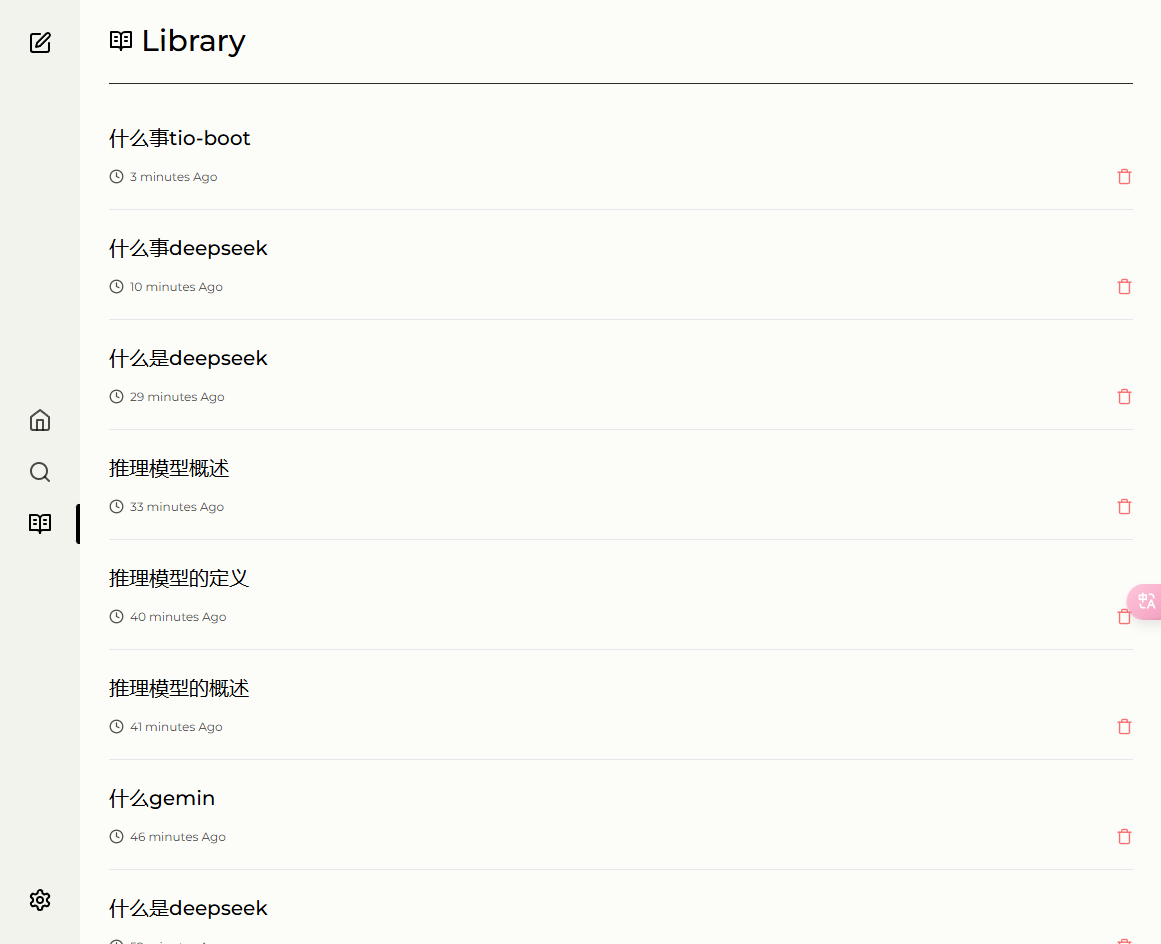 Library
什么事tio-boot
3 minutes Ago
什么事deepseek
10 minutes Ago
什么是deepseek
29 minutes Ago
推理模型概述
33 minutes Ago
推理模型的定义
40 minutes Ago
推理模型的概述
41 minutes Ago
什么gemin
46 minutes Ago
什么是deepseek